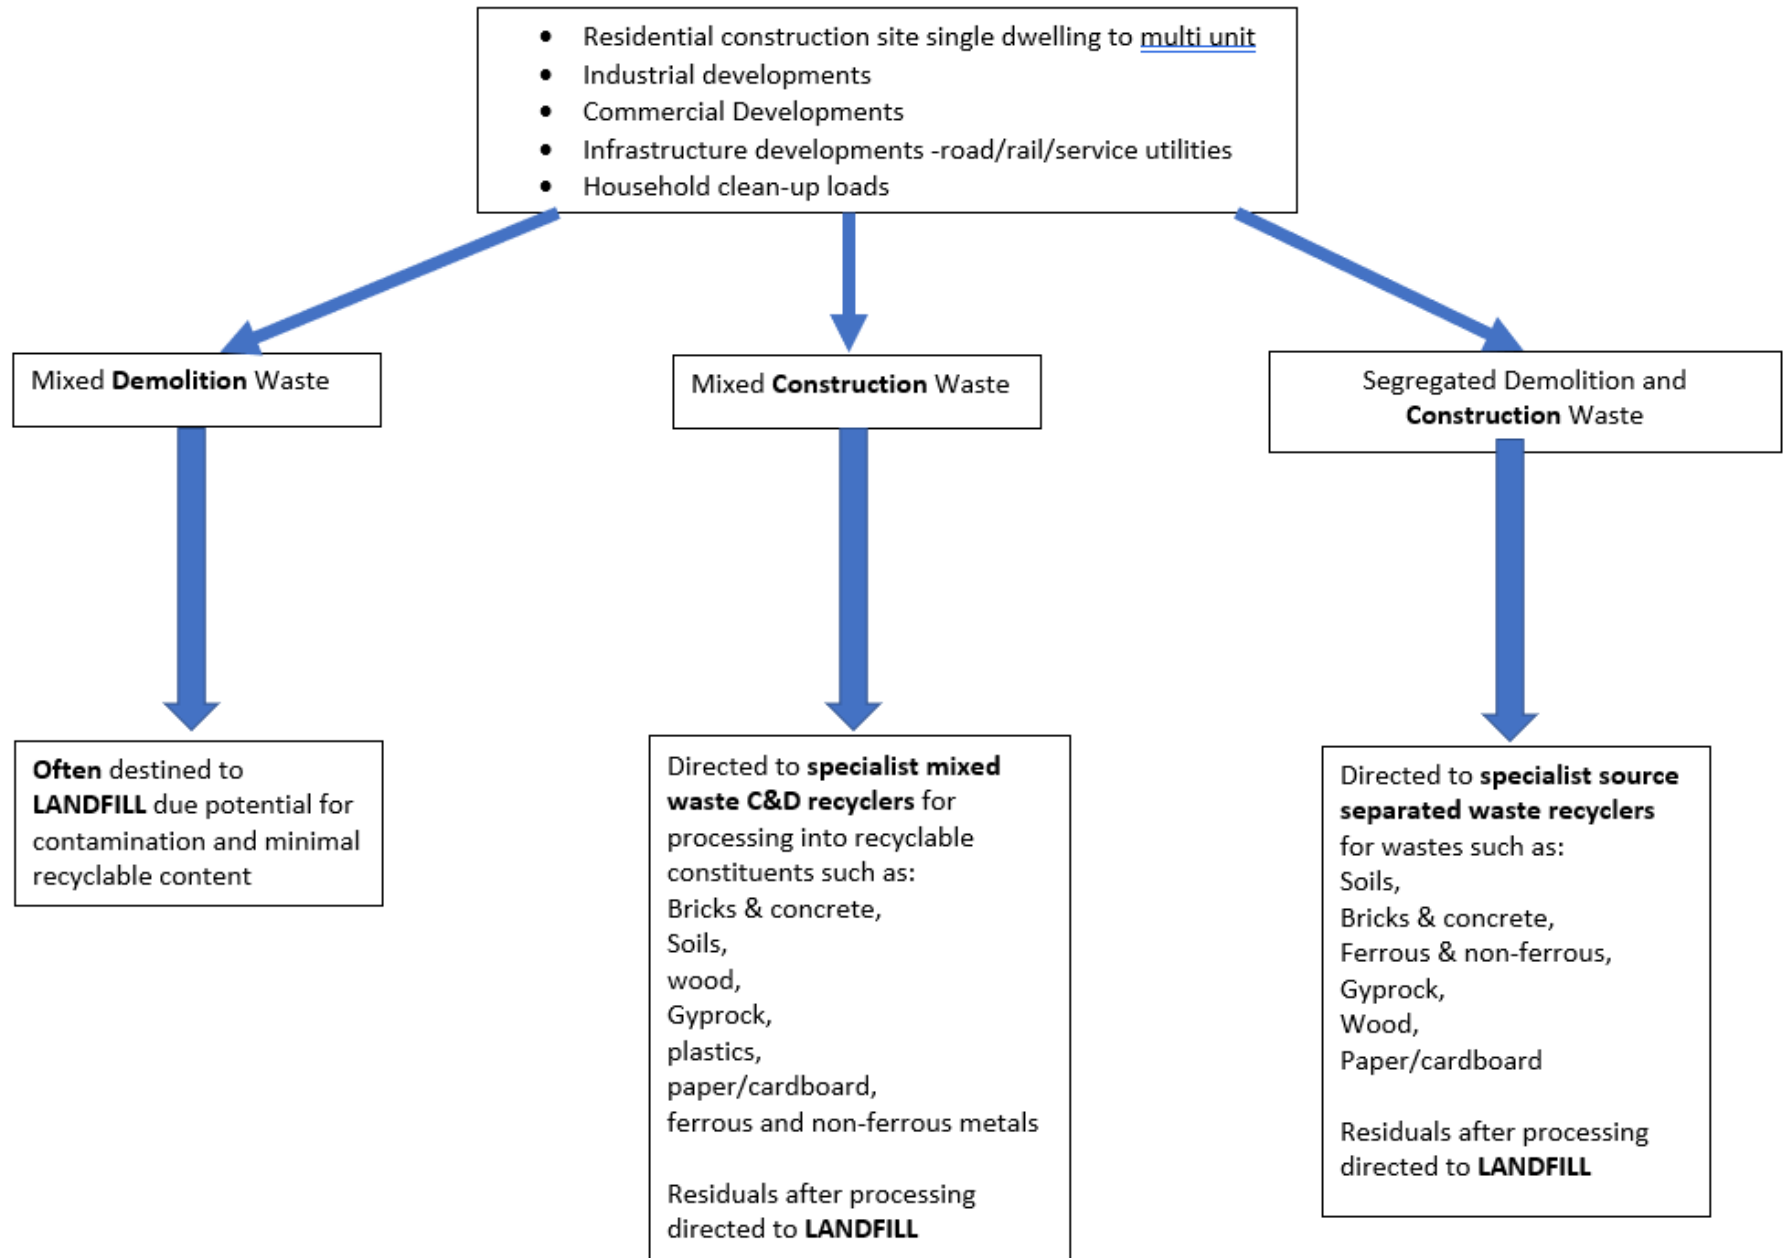 Residential construction site single dwelling to multi unit
Industrial developments
Commercial Developments
Infrastructure developments -road/rail/service utilities
Household clean-up loads
Mixed Demolition Waste
Mixed Construction Waste
Segregated Demolition and
Construction Waste
Often destined to
LANDFILL due potential for
contamination and minimal
recyclable content
Directed to specialist mixed
waste C&D recyclers for
processing into recyclable
constituents such as:
Bricks & concrete,
Soils,
wood,
Gyprock,
plastics,
paper/cardboard,
ferrous and non-ferrous metals
Residuals after processing
directed to LANDFILL
Directed to specialist source
separated waste recyclers
for wastes such as:
Soils,
Bricks & concrete,
Ferrous & non-ferrous,
Gyprock,
Wood,
Paper/cardboard
Residuals after processing
directed to LANDFILL